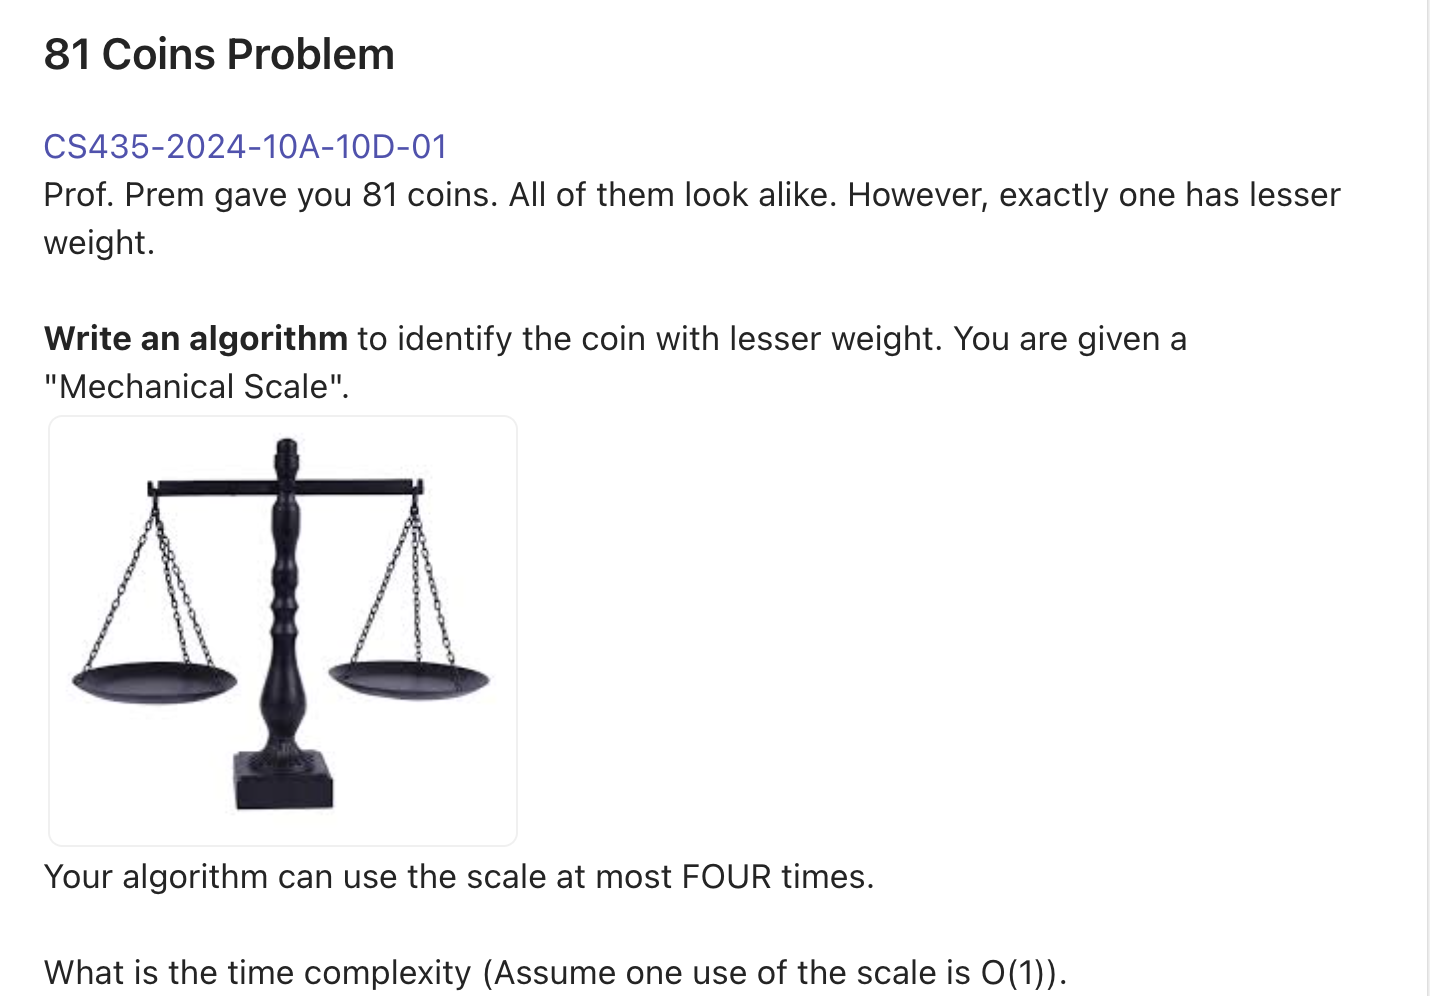 81 Coins Problem
CS435-2024-10A-10D-01
Prof. Prem gave you 81 coins. All of them look alike. However, exactly one has lesser
weight.
Write an algorithm to identify the coin with lesser weight. You are given a
"Mechanical Scale".
Your algorithm can use the scale at most FOUR times.
What is the time complexity (Assume one use of the scale is O(1)).